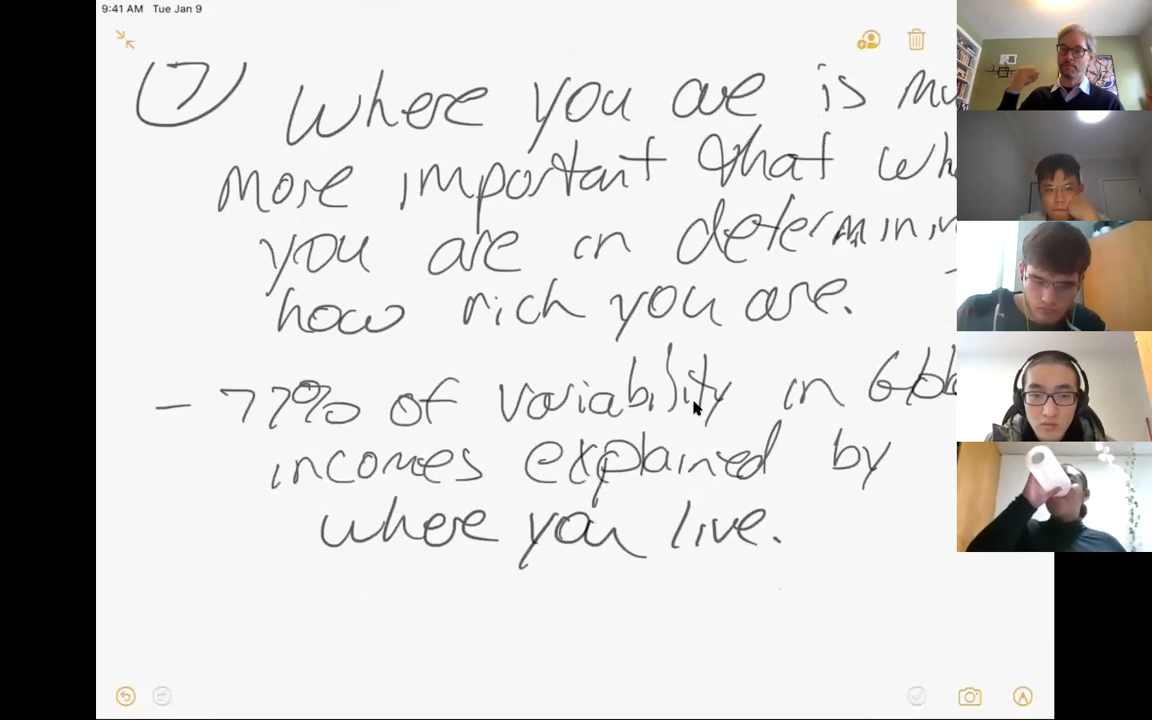 9:41 AM Tue Jan 9
7 Where you are is
more important that
you are in
how rich you are.
- 77% of variability in
incomes explained by
where you live.